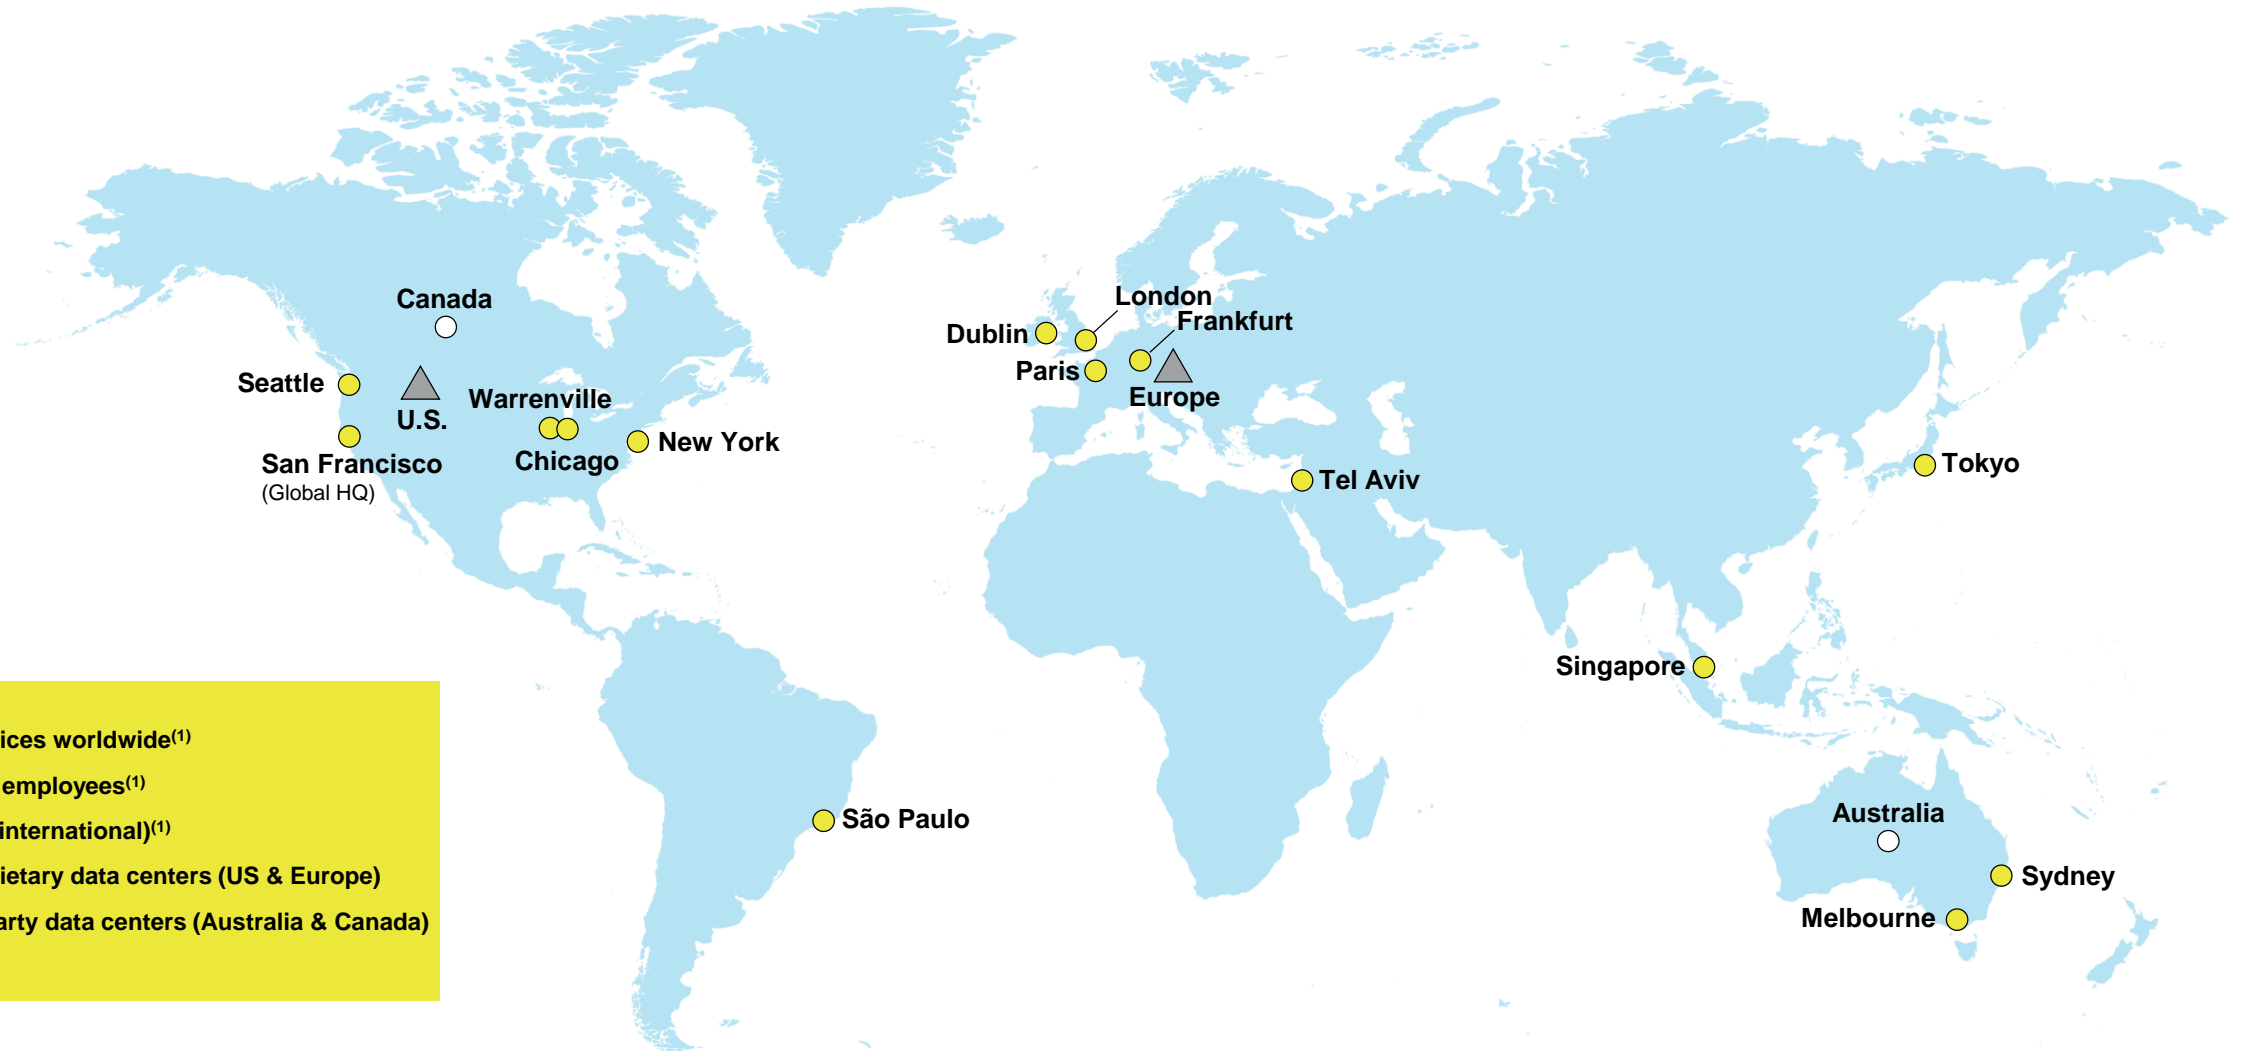 London
Canada
Frankfurt
Dublin
Paris
Seattle
Europe
Warrenville
U.S.
New York
Chicago
San Francisco
(Global HQ)
Tokyo
Tel Aviv
Singapore
ices worldwide(1)
employees(1)
international)(1)
ietary data centers (US & Europe)
arty data centers (Australia & Canada)
São Paulo
Australia
Sydney
Melbourne